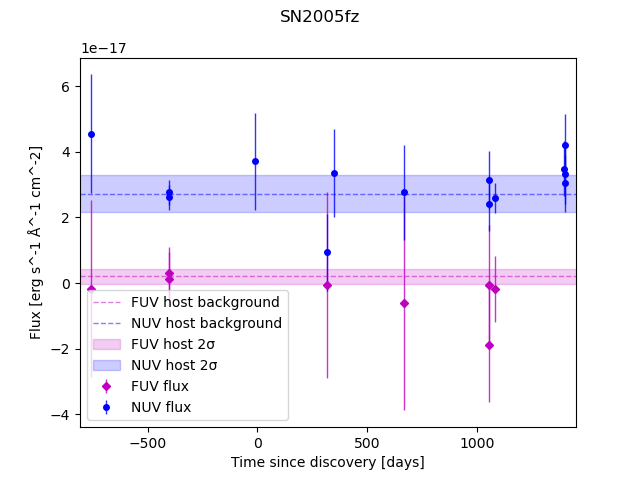 SN2005fz
1e−17
6
4
2
0
−2
−4
Flux [erg s^-1 Å^-1 cm^-2]
FUV host background
NUV host background
FUV host 2σ
NUV host 2σ
FUV flux
NUV flux
−500
0
500
1000
Time since discovery [days]